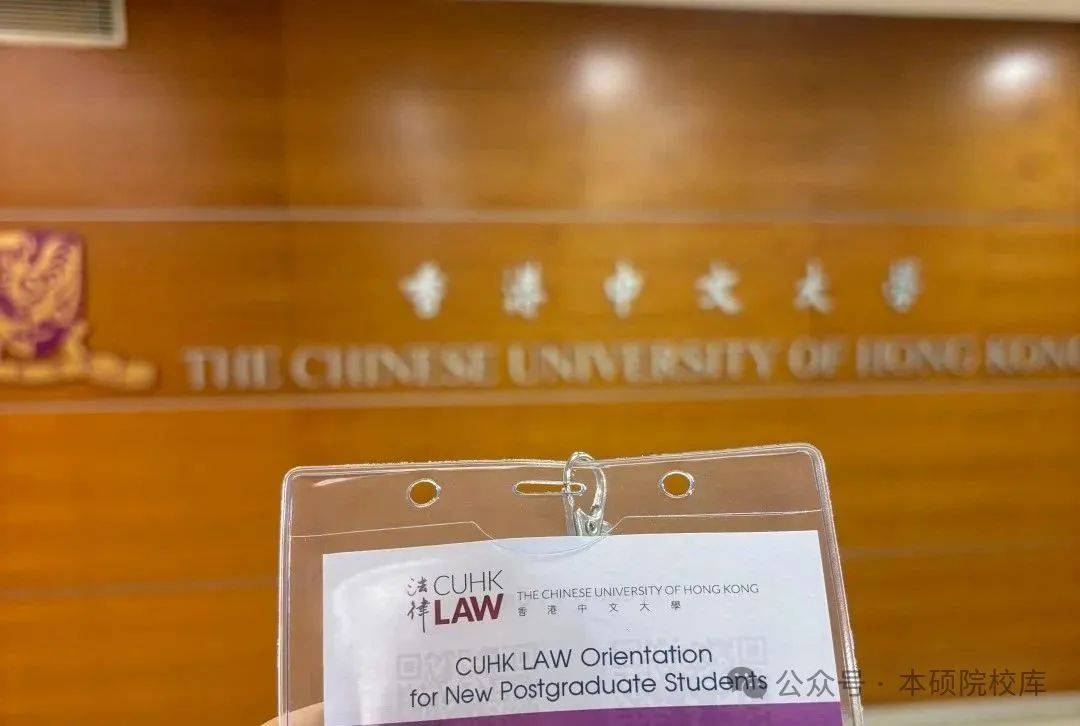 香港中文大學
THE CHINESE UNIVERSITY OF HONG KONG
法律
CUHK
LAW
THE CHINESE UNIVERSITY OF HONG KONG
香港中文大學
CUHK LAW Orientation
for New Postgraduate Students
公众号 · 本硕院校库